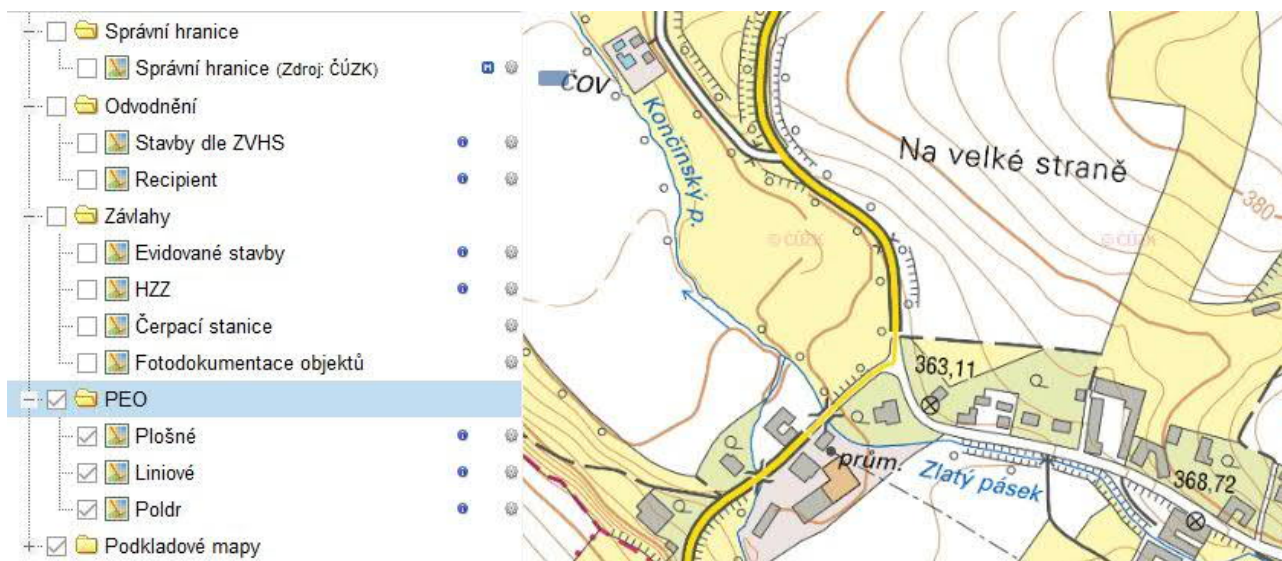 Správní hranice
Správní hranice (Zdroj: ČÚZK)
Odvodnění
Stavby dle ZVHS
Recipient
Závlahy
Evidované stavby
HZZ
Čerpací stanice
Fotodokumentace objektů
PEO
Plošné
Liniové
Poldr
Podkladové mapy
ČOV
Končinský p.
Na velké straně
380
© ČÚZK
© ČÚZK
363,11
prům.
Zlatý pásek
368,72